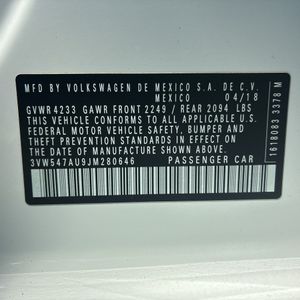 MFD BY VOLKSWAGEN DE MEXICO S.A. DE C.V.
MEXICO 04/18
GVWR4233 GAWR FRONT 2249 / REAR 2094 LBS
THIS VEHICLE CONFORMS TO ALL APPLICABLE
FEDERAL MOTOR VEHICLE SAFETY, BUMPER AND
THEFT PREVENTION STANDARDS IN EFFECT ON
THE DATE OF MANUFACTURE SHOWN ABOVE
3VW547AU9JM280646 PASSENGER CAR
1618083 3378 M